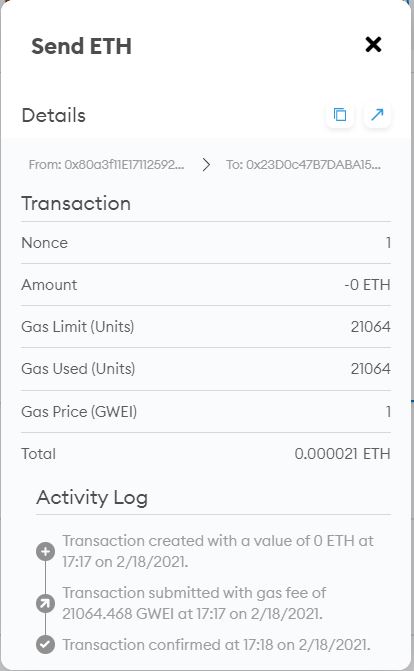 Send ETH
Details
From: 0x80a3f11E17112592... To: 0x23D0c47B7DABA15...
Transaction
Nonce 1
Amount -0 ETH
Gas Limit (Units) 21064
Gas Used (Units) 21064
Gas Price (GWEI) 1
Total 0.000021 ETH
Activity Log
Transaction created with a value of 0 ETH at
17:17 on 2/18/2021.
Transaction submitted with gas fee of
21064.468 GWEI at 17:17 on 2/18/2021.
Transaction confirmed at 17:18 on 2/18/2021.